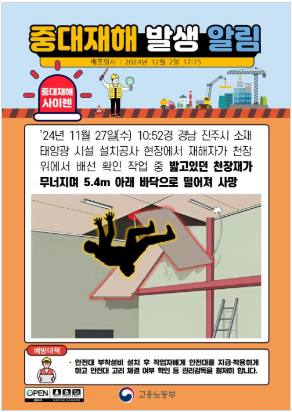 중대재해 발생 알림
배포일시 : 2024년 12월 2일 17:15
중대재해
사이렌
'24년 11월 27일(수) 10:52경 경남 진주시 소재
태양광 시설 설치공사 현장에서 재해자가 천장
위에서 배선 확인 작업 중 밟고있던 천장재가
무너지며 5.4m 아래 바닥으로 떨어져 사망
예방대책
· 안전대 부착설비 설치 후 작업자에게 안전대를 지급·착용하게
하고 안전대 고리 체결 여부 확인 등 관리감독을 철저히 합니다.
OPEN
고용노동부